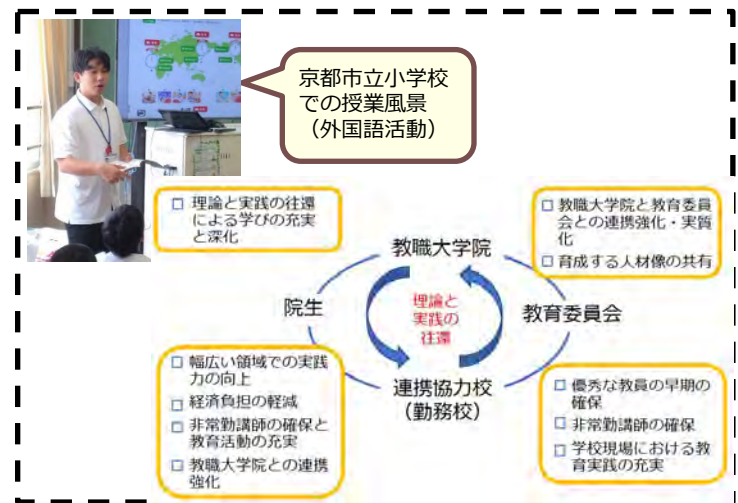 京都市立小学校
での授業風景
（外国語活動）
□ 理論と実践の往還
による学びの充実
と深化
□ 教職大学院と教育委員
会との連携強化・実質
化
□ 育成する人材像の共有
教職大学院
院生
理論と
実践の
往還
教育委員会
連携協力校
（勤務校）
□ 幅広い領域での実践
力の向上
□ 経済負担の軽減
□ 非常勤講師の確保と
教育活動の充実
□ 教職大学院との連携
強化
□ 優秀な教員の早期の
確保
□ 非常勤講師の確保
□ 学校現場における教
育実践の充実